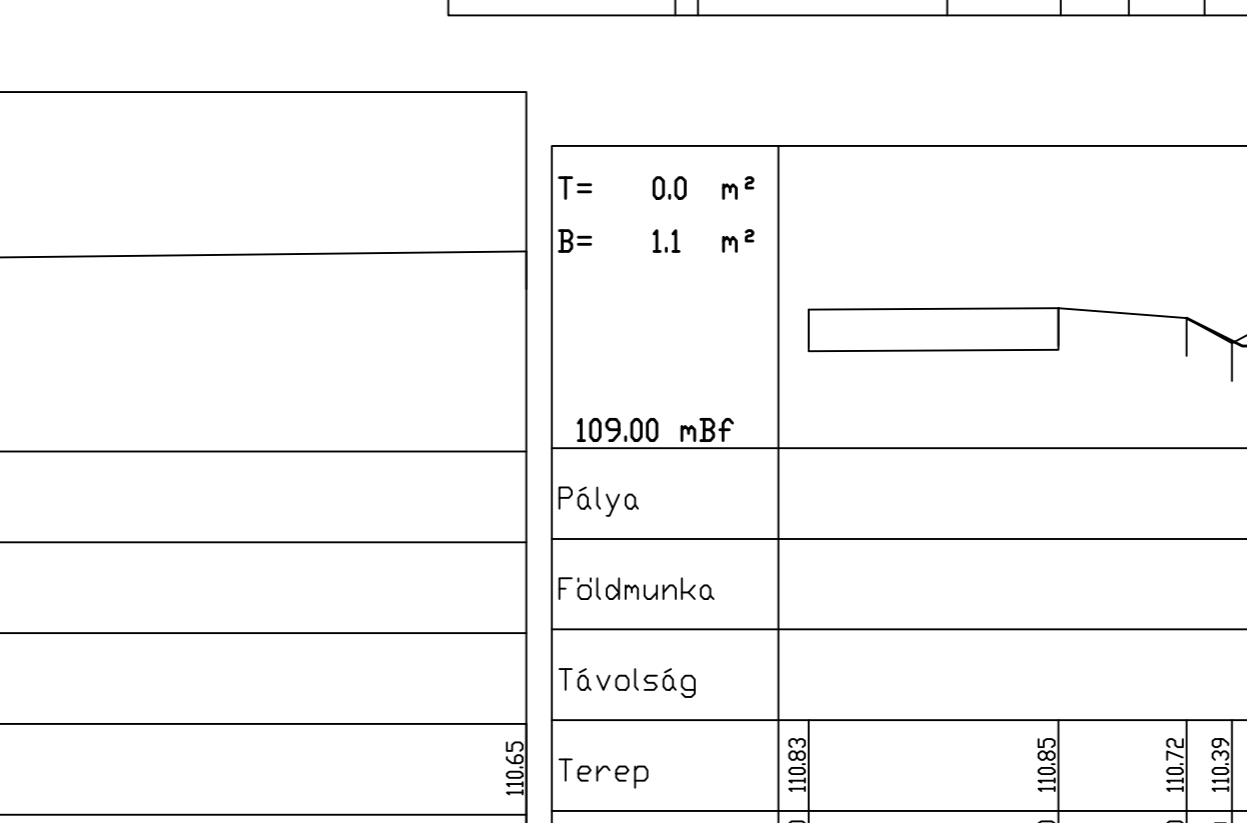 T= 0.0 m²
B= 1.1 m²
109.00 mBf
Pálya
Földmunka
Távolság
110.65
Terep 110.83 110.85 110.72 110.39